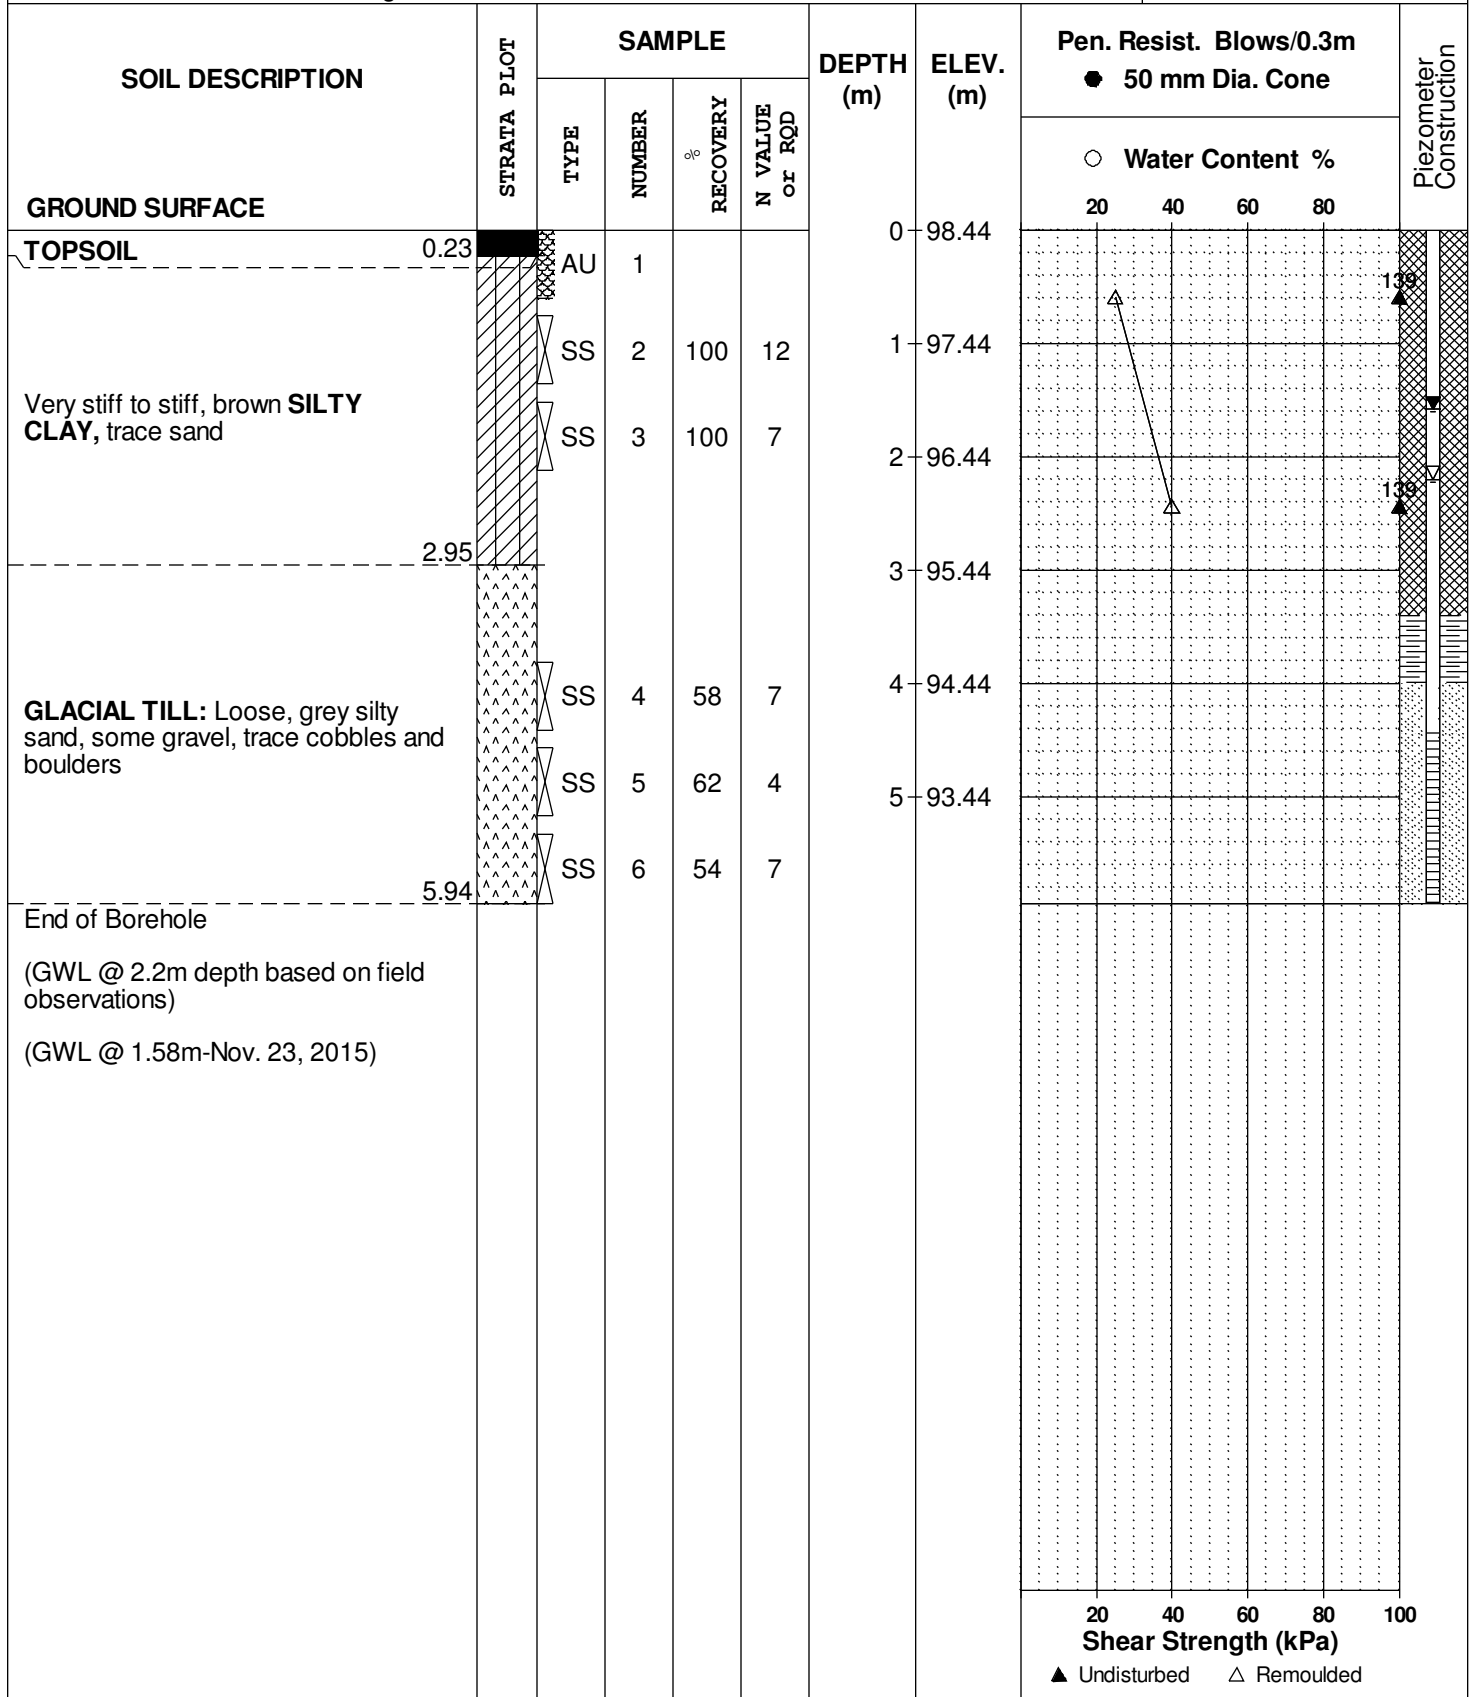 SOIL DESCRIPTION
GROUND SURFACE
STRATA PLOT
SAMPLE
TYPE
NUMBER
%
RECOVERY
N VALUE
or RQD
DEPTH
(m)
ELEV.
(m)
Pen. Resist. Blows/0.3m
● 50 mm Dia. Cone
○ Water Content %
20 40 60 80
Piezometer
Construction
TOPSOIL 0.23
AU 1
0 98.44
139
SS 2 100 12
1 97.44
Very stiff to stiff, brown SILTY
CLAY, trace sand
SS 3 100 7
2 96.44
139
2.95
3 95.44
GLACIAL TILL: Loose, grey silty
sand, some gravel, trace cobbles and
boulders
SS 4 58 7
4 94.44
SS 5 62 4
5 93.44
SS 6 54 7
5.94
End of Borehole
(GWL @ 2.2m depth based on field
observations)
(GWL @ 1.58m-Nov. 23, 2015)
20 40 60 80 100
Shear Strength (kPa)
▲ Undisturbed △ Remoulded